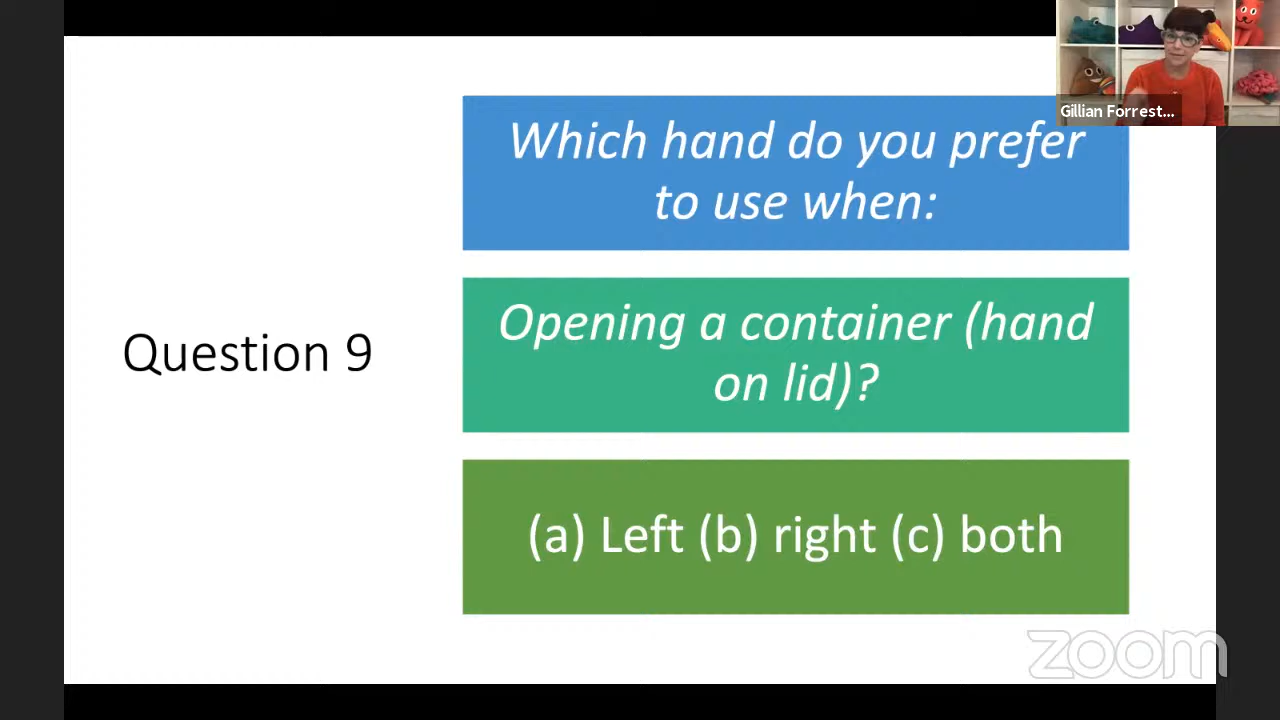 Gillian Forrest...
Which hand do you prefer
to use when:
Question 9
Opening a container (hand
on lid)?
(a) Left (b) right (c) both
zoom